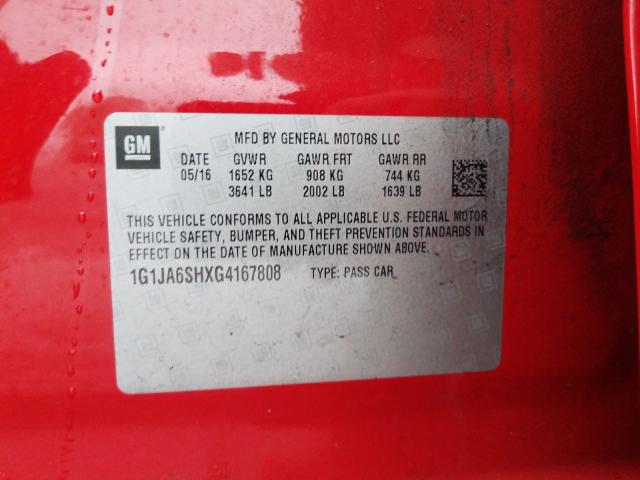 GM
MFD BY GENERAL MOTORS LLC
DATE GVWR GAWR FRT GAWR RR
05/16 1652 KG 908 KG 744 KG
3641 LB 2002 LB 1639 LB
THIS VEHICLE CONFORMS TO ALL APPLICABLE U.S. FEDERAL MOTOR
VEHICLE SAFETY, BUMPER, AND THEFT PREVENTION STANDARDS IN
EFFECT ON THE DATE OF MANUFACTURE SHOWN ABOVE.
1G1JA6SHXG4167808 TYPE: PASS CAR